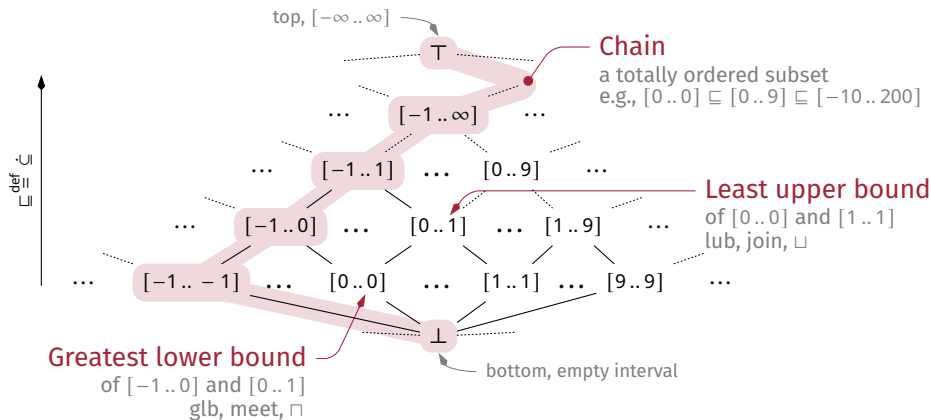 top, [−∞ .. ∞]
⊤
Chain
a totally ordered subset
e.g., [0 .. 0] ⊑ [0 .. 9] ⊑ [−10 .. 200]
⊑ def= ⊆̇
... [−1 .. ∞] ...
... [−1 .. 1] ... [0 .. 9] ...
Least upper bound
of [0 .. 0] and [1 .. 1]
lub, join, ⊔
... [−1 .. 0] ... [0 .. 1] ... [1 .. 9] ...
... [−1 .. −1] ... [0 .. 0] ... [1 .. 1] ... [9 .. 9] ...
⊥
Greatest lower bound
of [−1 .. 0] and [0 .. 1]
glb, meet, ⊓
bottom, empty interval